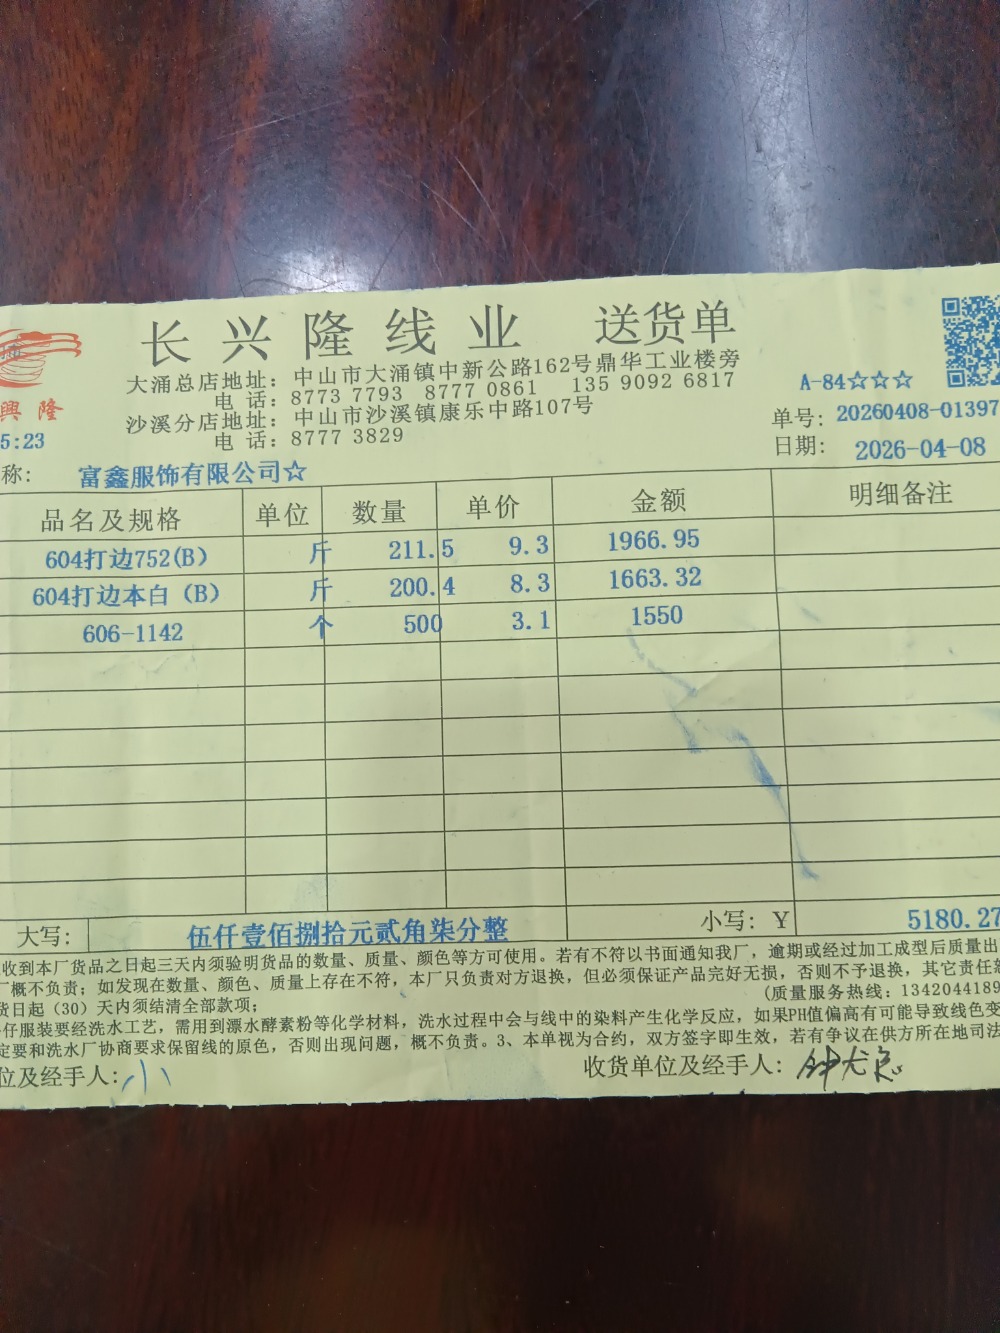 长兴隆线业 送货单
大涌总店地址：中山市大涌镇中新公路162号鼎华工业楼旁
电 话：8773 7793 8777 0861 135 9092 6817
沙溪分店地址：中山市沙溪镇康乐中路107号
电 话：8777 3829
興隆
A-84☆☆☆
单号：20260408-01397
5:23
日期：2026-04-08
称：富鑫服饰有限公司☆
品名及规格 单位 数量 单价 金额 明细备注
604打边752(B) 斤 211.5 9.3 1966.95
604打边本白（B） 斤 200.4 8.3 1663.32
606-1142 个 500 3.1 1550
大写：伍仟壹佰捌拾元贰角柒分整 小写：Y 5180.27
收到本厂货品之日起三天内须验明货品的数量、质量、颜色等方可使用。若有不符以书面通知我厂，逾期或经过加工成型后质量出
厂概不负责；如发现在数量、颜色、质量上存在不符，本厂只负责对方退换，但必须保证产品完好无损，否则不予退换，其它责任
货日起（30）天内须结清全部款项；
(质量服务热线：1342044189
仔服装要经洗水工艺，需用到漂水酵素粉等化学材料，洗水过程中会与线中的染料产生化学反应，如果PH值偏高有可能导致线色变
定要和洗水厂协商要求保留线的原色，否则出现问题，概不负责。3、本单视为合约，双方签字即生效，若有争议在供方所在地司法
位及经手人：小
收货单位及经手人：